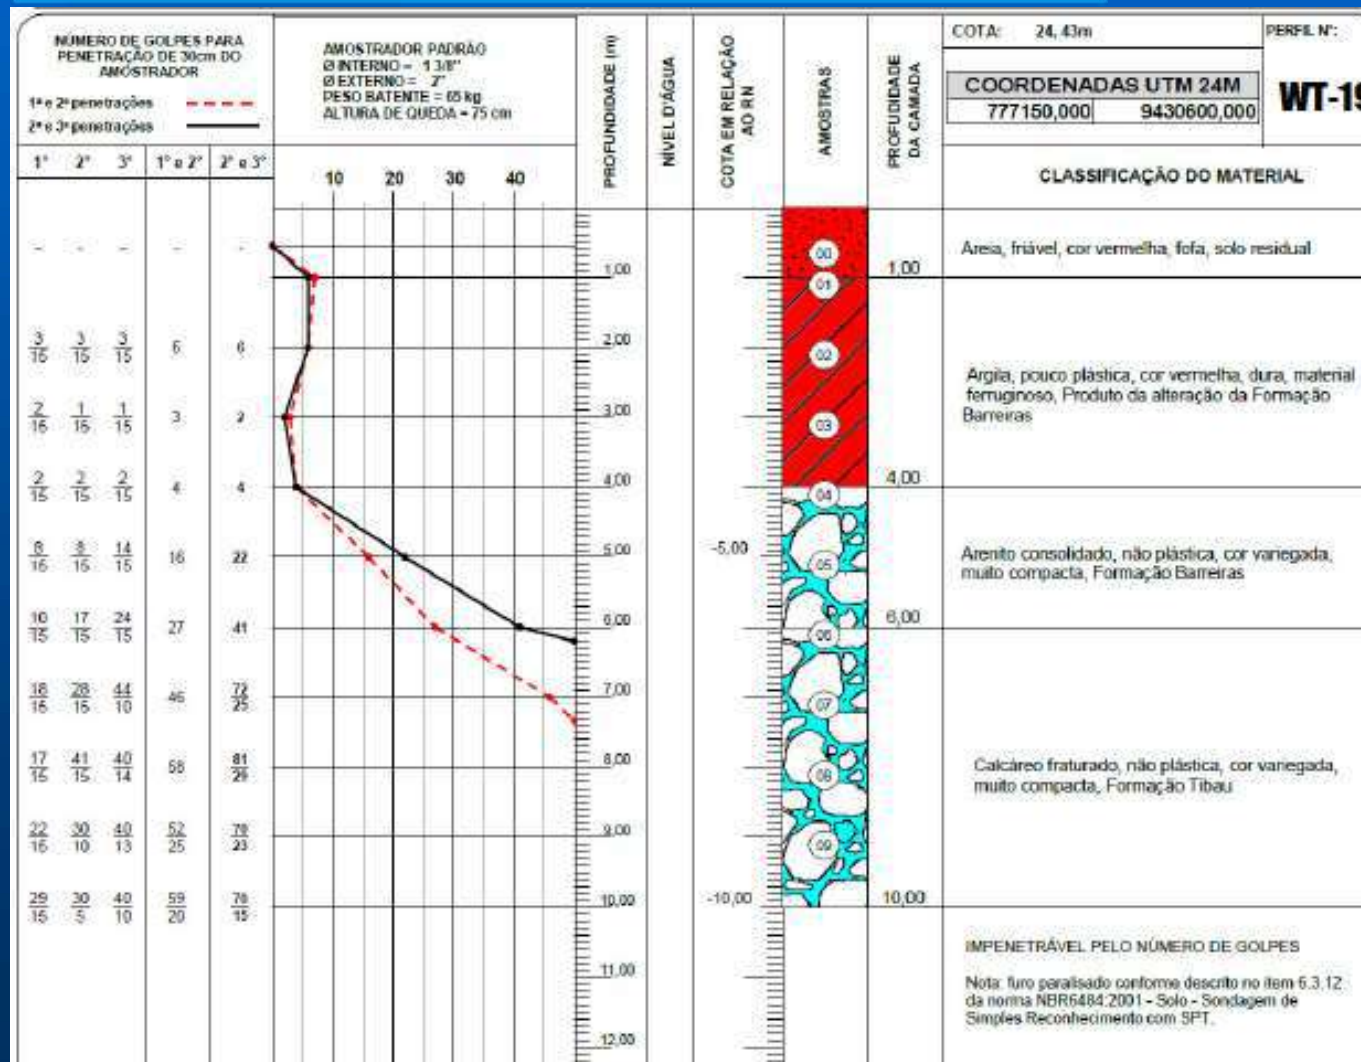 NÚMERO DE GOLPES PARA
PENETRAÇÃO DE 30cm DO
AMOSTRADOR
1ª e 2ª penetrações
2ª e 3ª penetrações
AMOSTRADOR PADRÃO
Ø INTERNO = 1 3/8"
Ø EXTERNO = 2"
PESO BATENTE = 65 kg
ALTURA DE QUEDA = 75 cm
PROFUNDIDADE (m)
NÍVEL D'ÁGUA
COTA EM RELAÇÃO
AO RN
AMOSTRAS
PROFUDIDADE
DA CAMADA
COTA: 24,43m
PERFIL Nº:
COORDENADAS UTM 24M
777150,000 9430600,000
WT-19
CLASSIFICAÇÃO DO MATERIAL
1º 2º 3º 1º e 2º 2º e 3º
10 20 30 40
- - - - -
00
Areia, friável, cor vermelha, fofa, solo residual
1,00 1,00
01
3/15 3/15 3/15 6 6 2,00
02
Argila, pouco plástica, cor vermelha, dura, material
ferruginoso, Produto da alteração da Formação
Barreiras
1/15 1/15 3 2 3,00
03
2/15 2/15 2/15 4 4 4,00 4,00
04
8/15 8/15 14/15 16 22 5,00 -5,00
05
Arenito consolidado, não plástica, cor variegada,
muito compacta, Formação Barreiras
10/15 17/15 24/15 27 41 6,00 6,00
06
18/15 28/15 44/10 46 72/25 7,00
07
17/15 41/15 40/14 58 8,00
08
Calcáreo fraturado, não plástica, cor variegada,
muito compacta, Formação Tibau
22/15 30/10 40/13 52/25 70/23 9,00
09
29/15 30/5 40/10 59/20 70/15 10,00 -10,00 10,00
IMPENETRÁVEL PELO NÚMERO DE GOLPES
11,00
Nota: furo paralisado conforme descrito no item 6.3.12
da norma NBR6484:2001 - Solo - Sondagem de
Simples Reconhecimento com SPT.
12,00